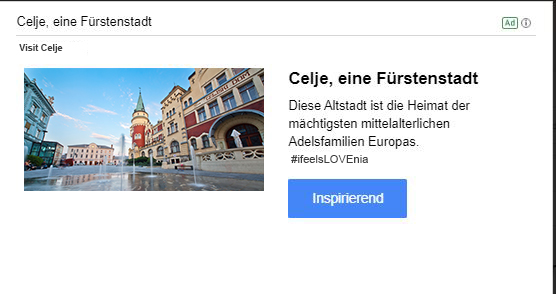 Celje, eine Fürstenstadt
Ad
Visit Celje
Celje, eine Fürstenstadt
Diese Altstadt ist die Heimat der
mächtigsten mittelalterlichen
Adelsfamilien Europas.
#ifeelsLOVEnia
Inspirierend